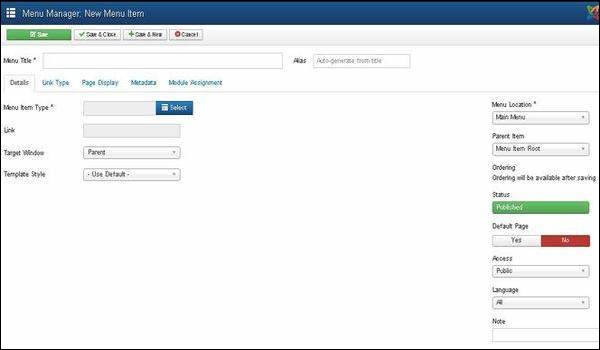 Menu Manager: New Menu Item
Save Save & Close Save & New Cancel
Menu Title * Alias Auto-generate from title
Details Link Type Page Display Metadata Module Assignment
Menu Item Type * Select
Link
Target Window Parent
Template Style - Use Default -
Menu Location *
Main Menu
Parent Item
Menu Item Root
Ordering
Ordering will be available after saving
Status
Published
Default Page
Yes No
Access
Public
Language
All
Note